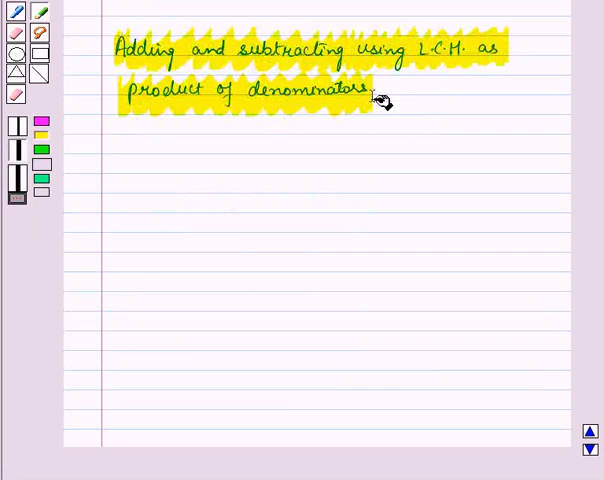 Adding and subtracting using L.C.M. as
product of denominators.